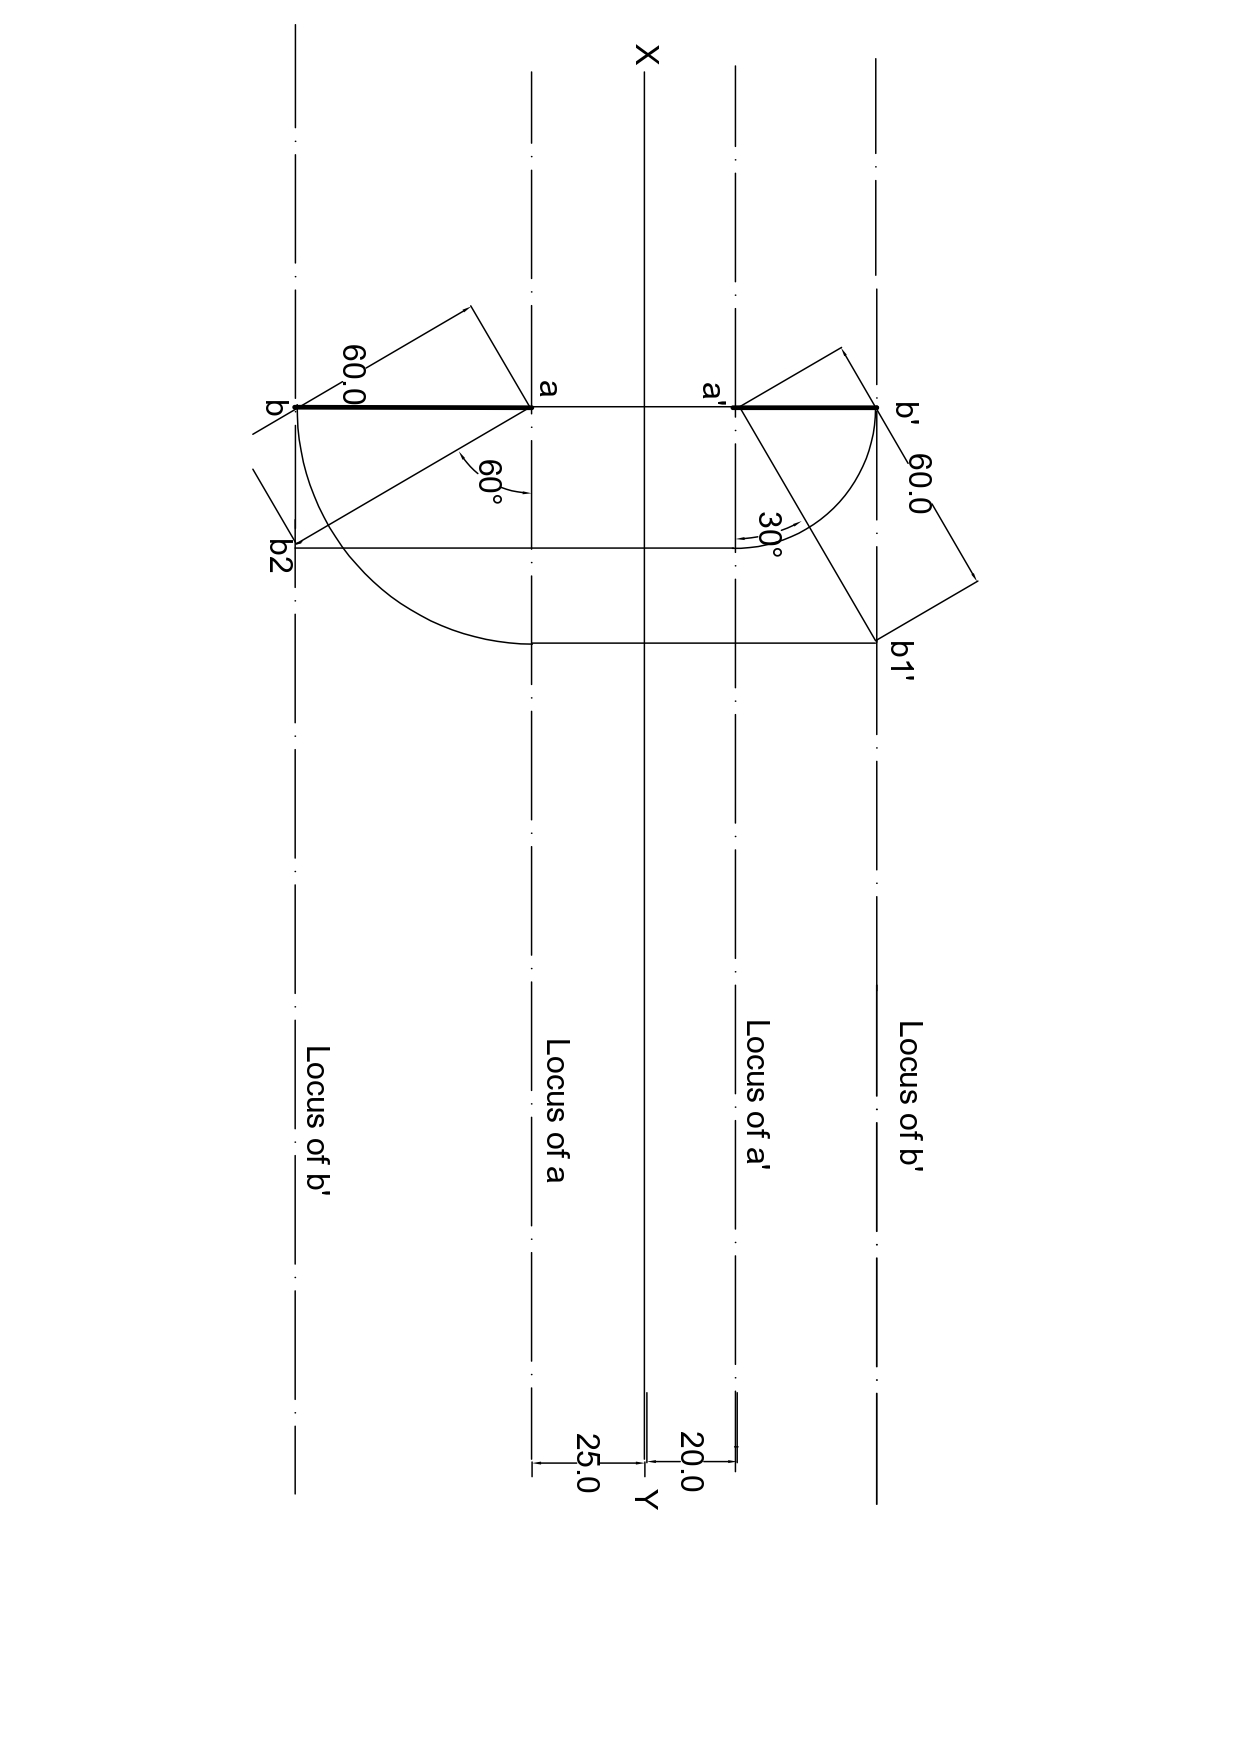 X
b'
a'
a
b
60.0
60.0
60°
30°
b2
b1'
Locus of b'
Locus of a'
Locus of a
Locus of b'
20.0
25.0
Y